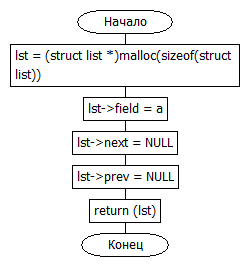 Начало
lst = (struct list *)malloc(sizeof(struct
list))
lst->field = a
lst->next = NULL
lst->prev = NULL
return (lst)
Конец